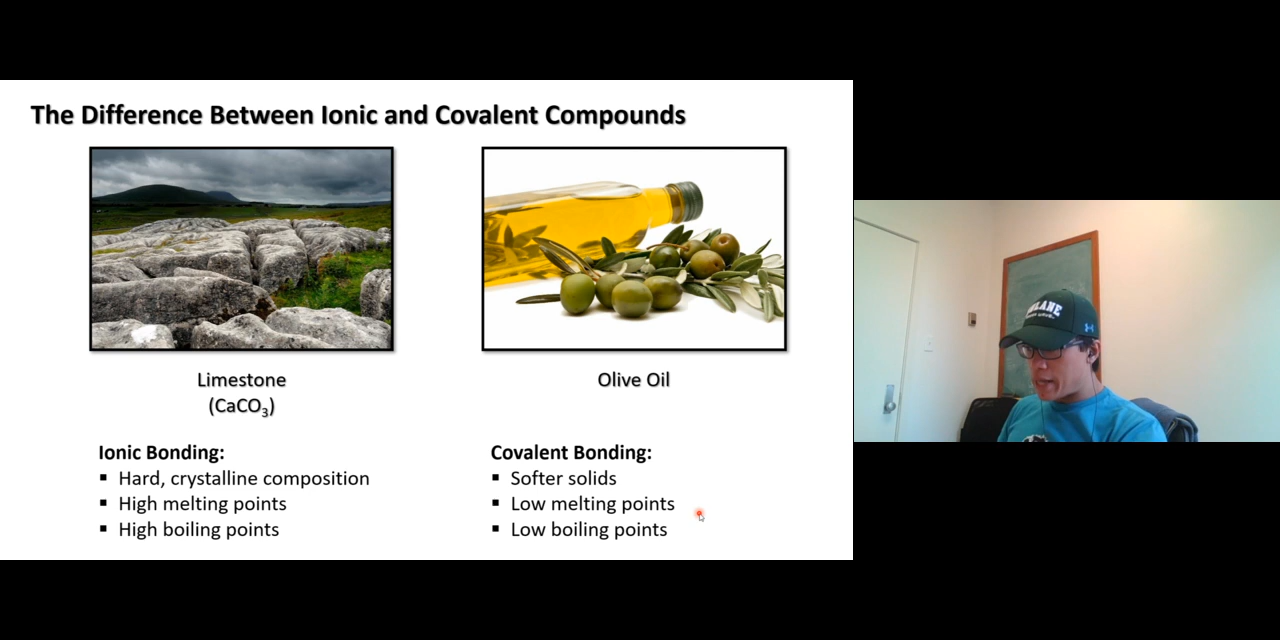 The Difference Between Ionic and Covalent Compounds
Limestone
(CaCO₃)
Olive Oil
Ionic Bonding:
▪ Hard, crystalline composition
▪ High melting points
▪ High boiling points
Covalent Bonding:
▪ Softer solids
▪ Low melting points
▪ Low boiling points